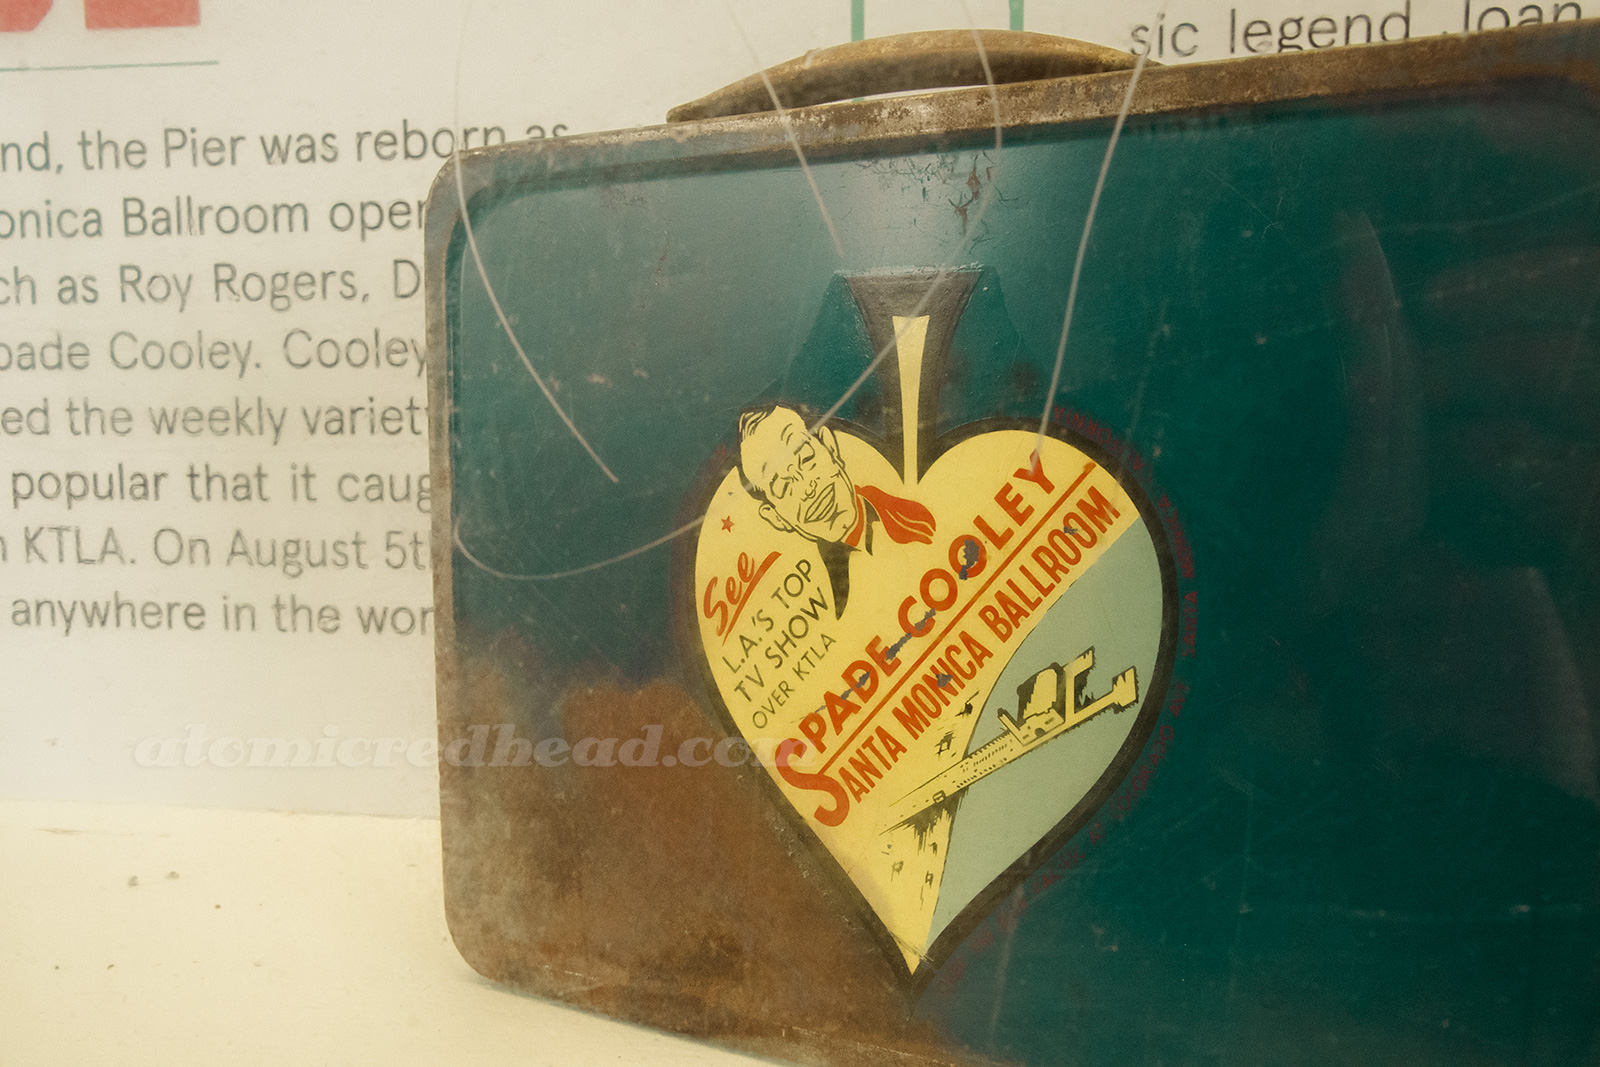 sic legend, Joan
nd, the Pier was reborn as
onica Ballroom oper
ch as Roy Rogers, D
pade Cooley. Cooley
ed the weekly variet
popular that it caug
KTLA. On August 5t
anywhere in the wor
See
L.A.'S TOP
TV SHOW
OVER KTLA
SPADE COOLEY
SANTA MONICA BALLROOM
atomicredhead.com